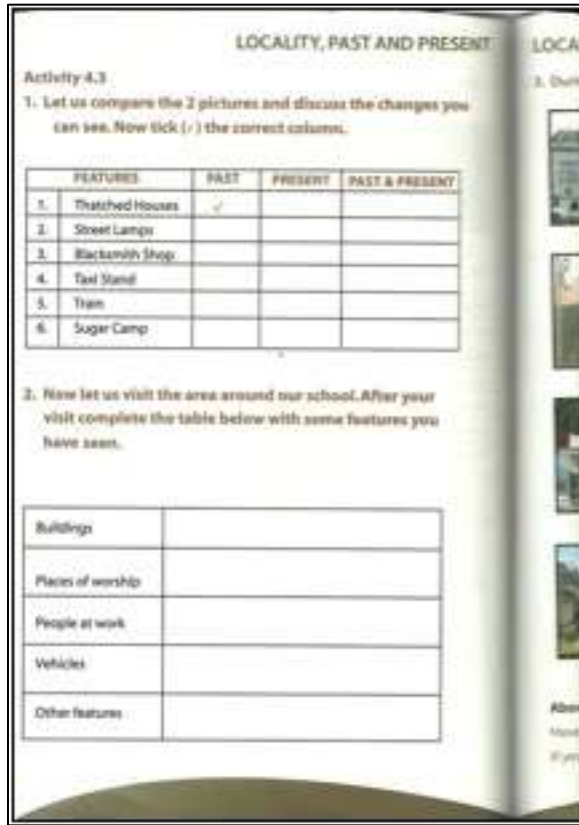 LOCALITY, PAST AND PRESENT
Activity 4.3
1. Let us compare the 2 pictures and discuss the changes you
can see. Now tick (✓) the correct column.
FEATURES PAST PRESENT PAST & PRESENT
1. Thatched Houses ✓
2. Street Lamps
3. Blacksmith Shop
4. Taxi Stand
5. Train
6. Sugar Camp
2. Now let us visit the area around our school. After your
visit complete the table below with some features you
have seen.
Buildings
Places of worship
People at work
Vehicles
Other features
LOCA
3.